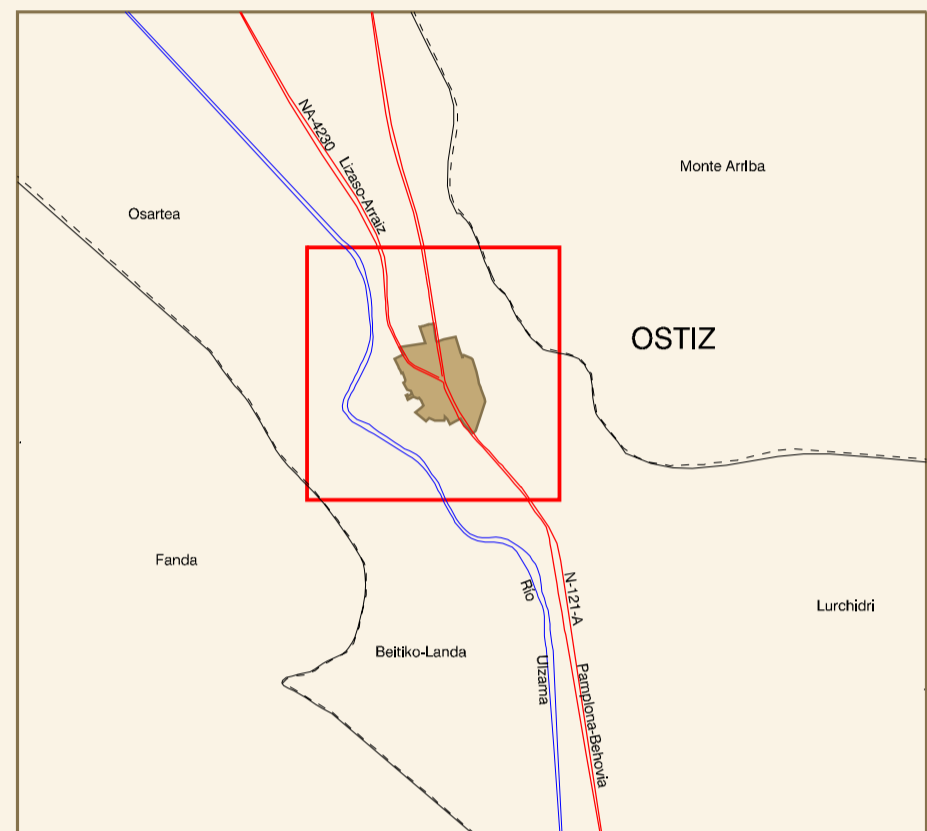 NA-4230 Lizaso-Arraiz
Monte Arriba
Osartea
OSTIZ
Fanda
N-121-A Pamplona-Behovia
Río Ulzama
Lurchidri
Beitiko-Landa